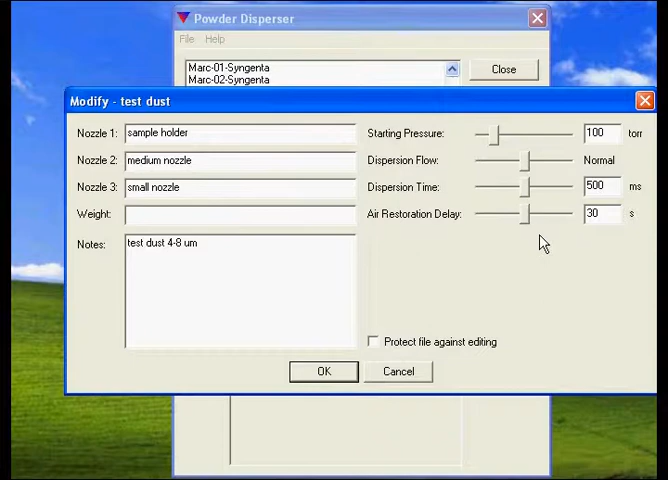 Powder Disperser
File Help
Marc-01-Syngenta
Marc-02-Syngenta
Close
Modify - test dust
Nozzle 1: sample holder
Starting Pressure: 100 torr
Nozzle 2: medium nozzle
Dispersion Flow: Normal
Nozzle 3: small nozzle
Dispersion Time: 500 ms
Weight:
Air Restoration Delay: 30 s
Notes: test dust 4-8 um
Protect file against editing
OK
Cancel